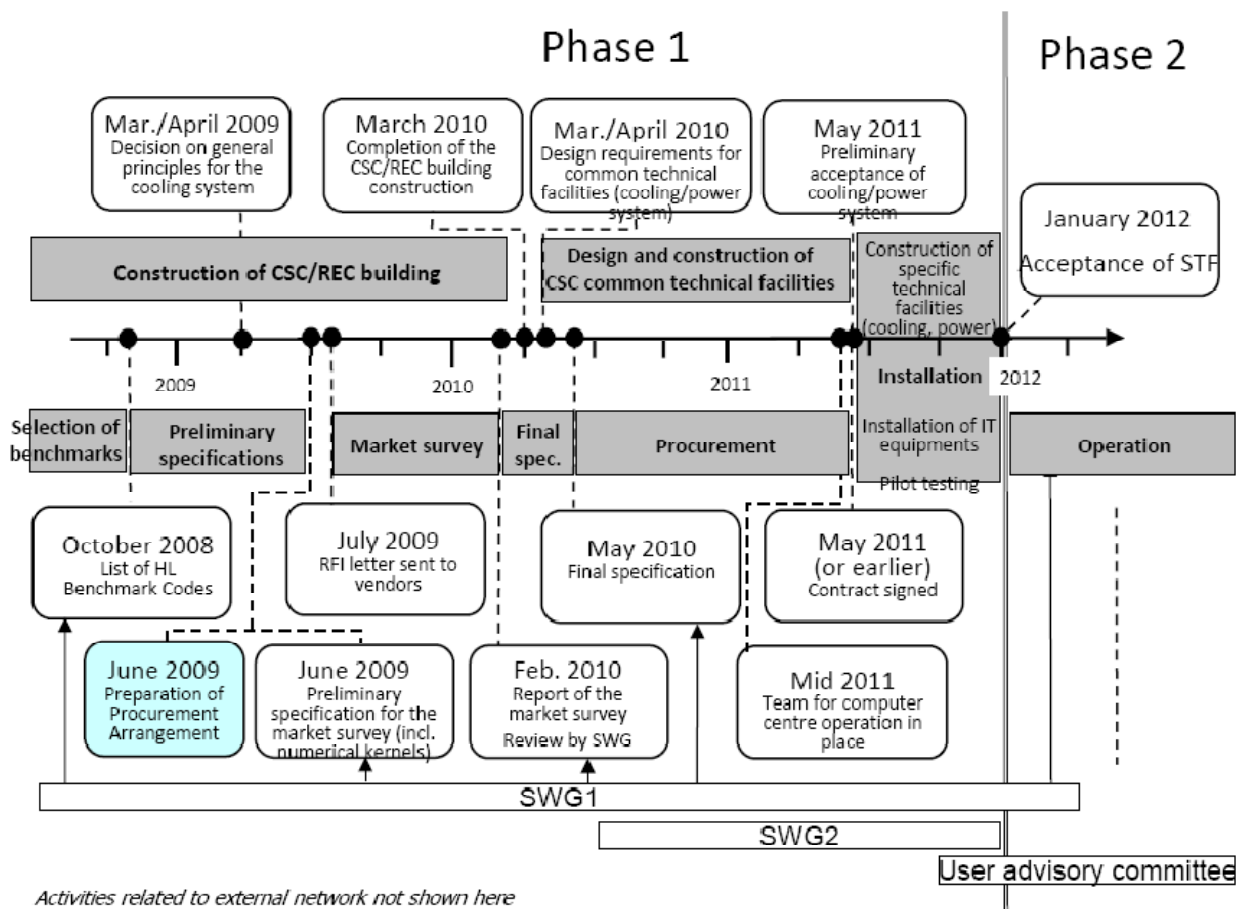 Phase 1
Phase 2
Mar./April 2009
Decision on general
principles for the
cooling system
March 2010
Completion of the
CSC/REC building
construction
Mar./April 2010
Design requirements for
common technical
facilities (cooling/power
system)
May 2011
Preliminary
acceptance of
cooling/power
system
January 2012
Acceptance of STF
Construction of CSC/REC building
Design and construction of
CSC common technical facilities
Construction of
specific
technical
facilities
(cooling, power)
2009
2010
2011
2012
Selection of
benchmarks
Preliminary
specifications
Market survey
Final
spec.
Procurement
Installation
Installation of IT
equipments
Pilot testing
Operation
October 2008
List of HL
Benchmark Codes
July 2009
RFI letter sent to
vendors
May 2010
Final specification
May 2011
(or earlier)
Contract signed
June 2009
Preparation of
Procurement
Arrangement
June 2009
Preliminary
specification for the
market survey (incl.
numerical kernels)
Feb. 2010
Report of the
market survey
Review by SWG
Mid 2011
Team for computer
centre operation in
place
SWG1
SWG2
User advisory committee
Activities related to external network not shown here